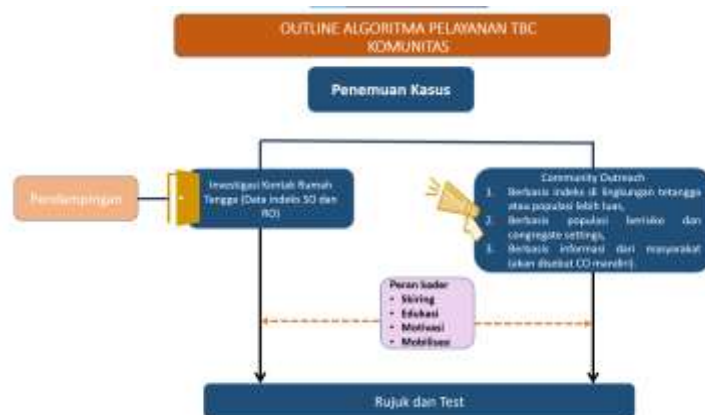 OUTLINE ALGORITMA PELAYANAN TBC
KOMUNITAS
Penemuan Kasus
Pendampingan
Investigasi Kontak Rumah
Tangga (Data indeks SO dan
RO)
Community Outreach
1. Berbasis indeks di lingkungan tetangga
atau populasi lebih luas,
2. Berbasis populasi berisiko dan
congregate settings,
3. Berbasis informasi dari masyarakat
(akan disebut CO mandiri).
Peran kader
• Skiring
• Edukasi
• Motivasi
• Mobilisasi
Rujuk dan Test